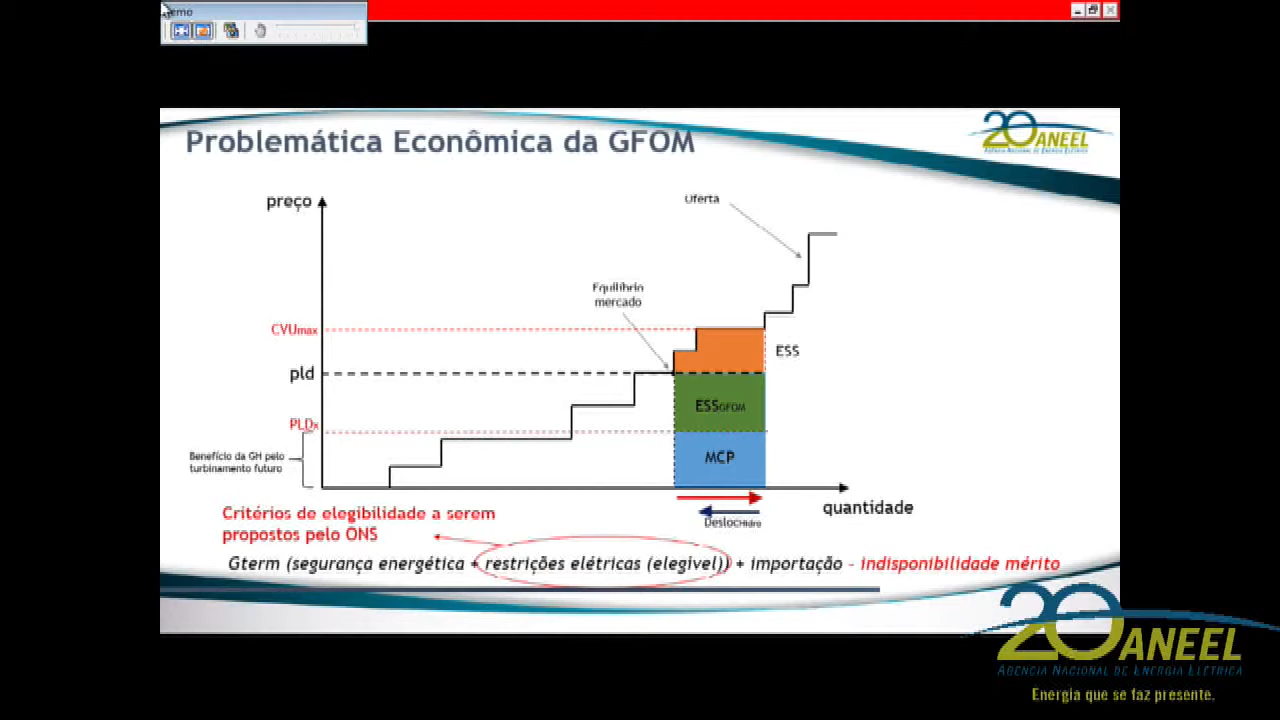 emo
Problemática Econômica da GFOM
20 ANEEL
AGÊNCIA NACIONAL DE ENERGIA ELÉTRICA
preço
Oferta
Equilíbrio
mercado
CVUmax
ESS
pld
ESSGFOM
PLDx
Benefício da GH pelo
turbinamento futuro
MCP
quantidade
DeslocHidro
Critérios de elegibilidade a serem
propostos pelo ONS
Gterm (segurança energética + restrições elétricas (elegível)) + importação - indisponibilidade mérito
20 ANEEL
AGÊNCIA NACIONAL DE ENERGIA ELÉTRICA
Energia que se faz presente.